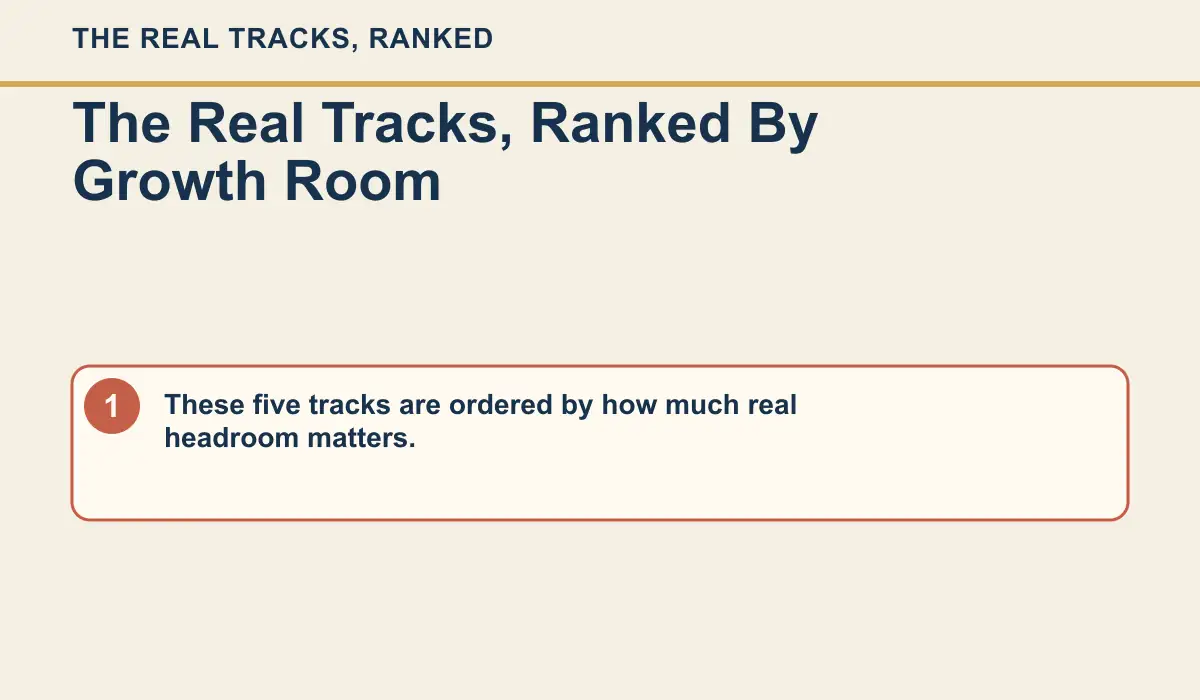 THE REAL TRACKS, RANKED
The Real Tracks, Ranked By
Growth Room
1
These five tracks are ordered by how much real
headroom matters.